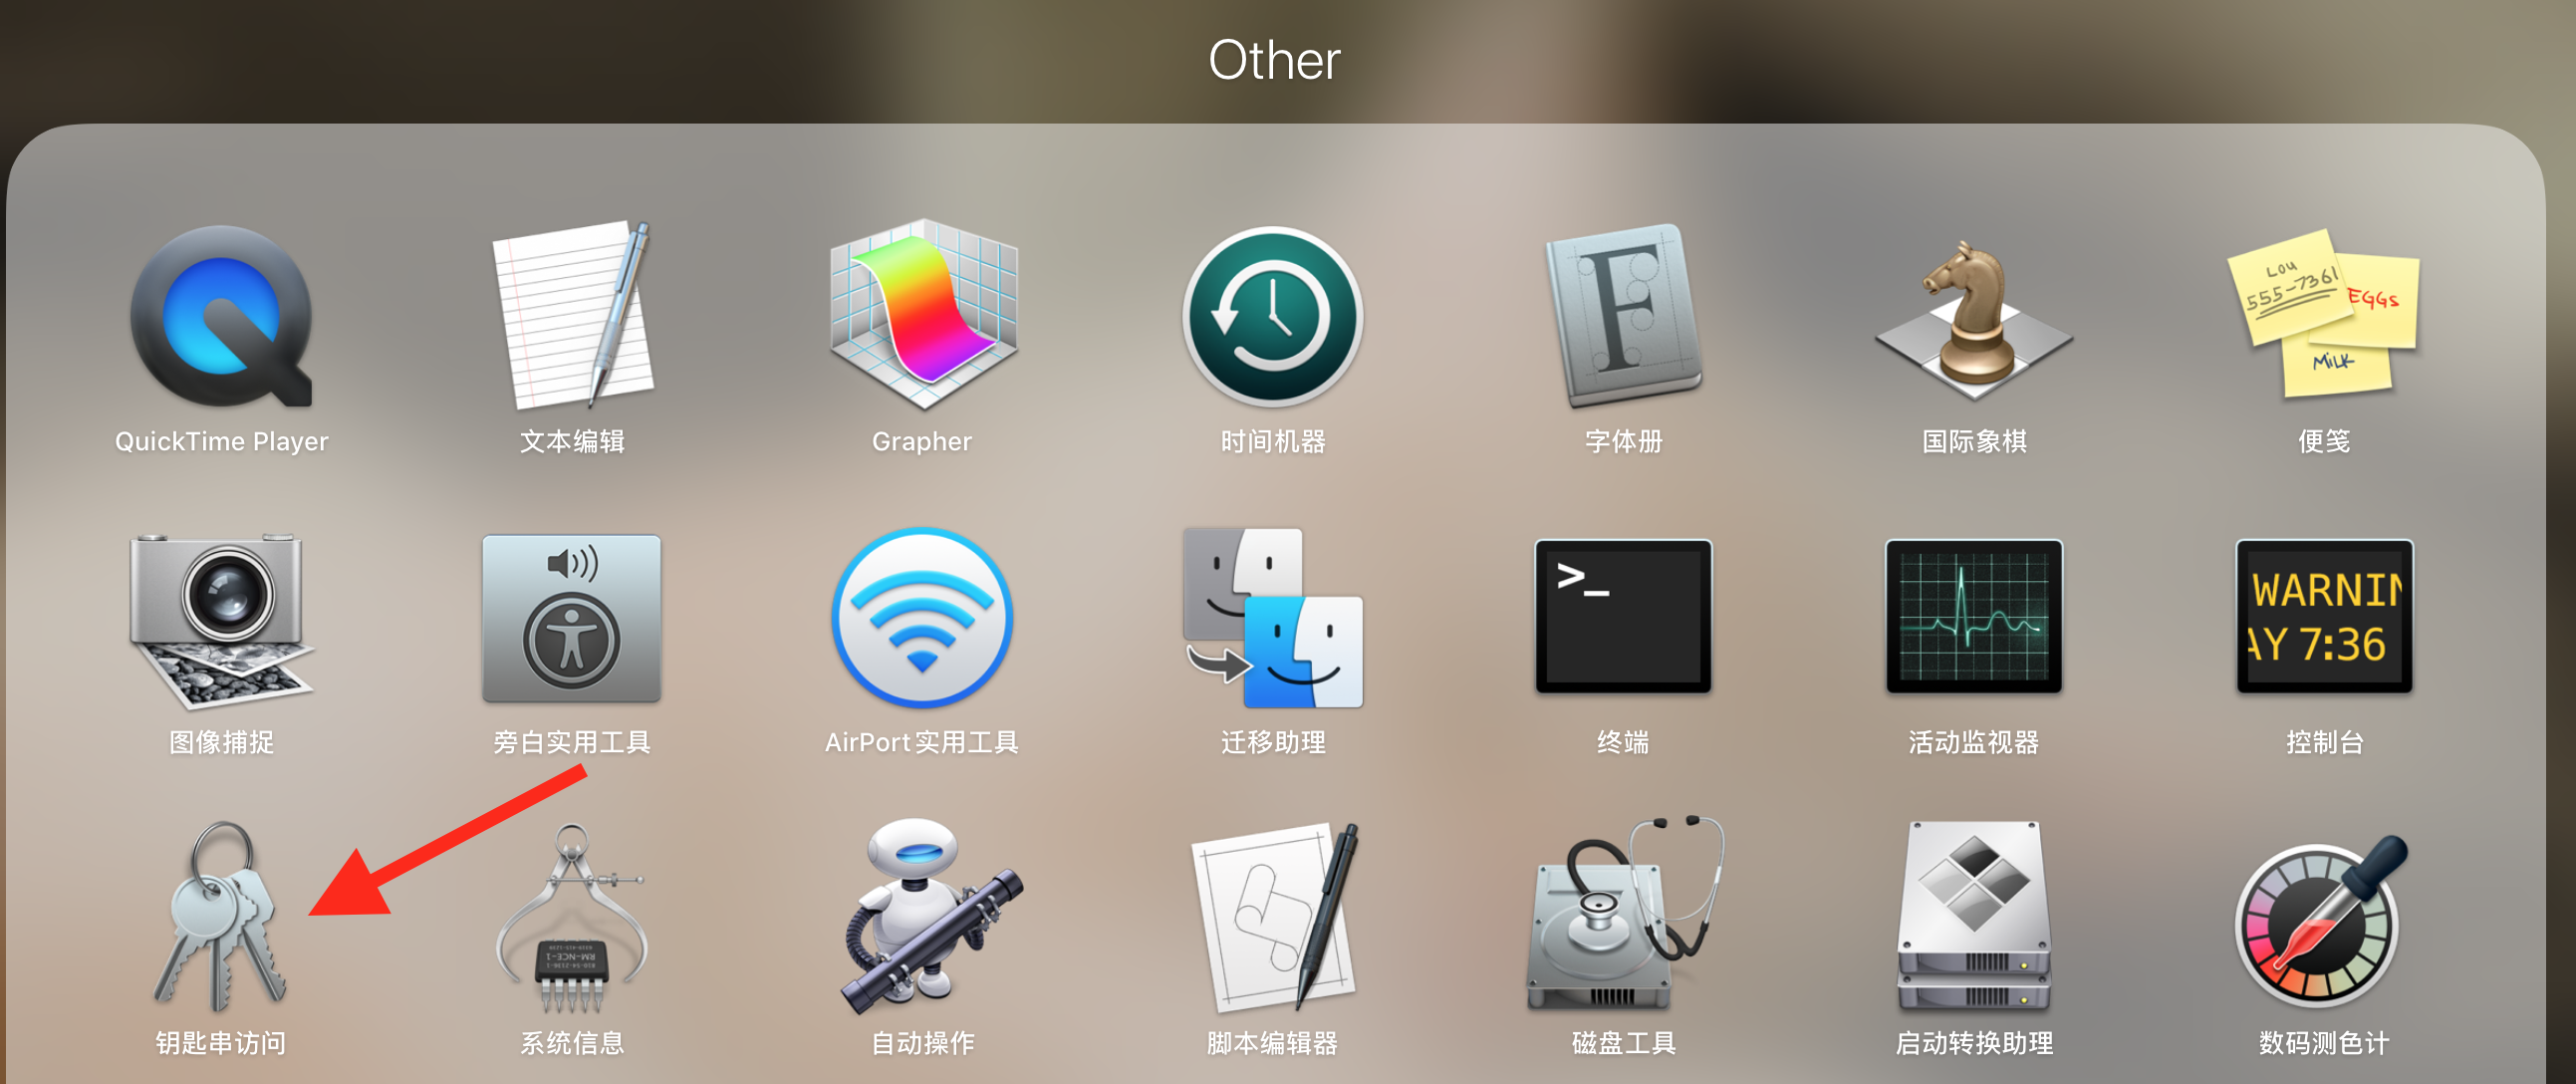 Other
QuickTime Player
文本编辑
Grapher
时间机器
字体册
国际象棋
便笺
Lou
555-7361
EGGs
MiLK
图像捕捉
旁白实用工具
AirPort 实用工具
迁移助理
终端
活动监视器
控制台
>_
WARNIN
AY 7:36
钥匙串访问
系统信息
自动操作
脚本编辑器
磁盘工具
启动转换助理
数码测色计
F
RM-NCE-1